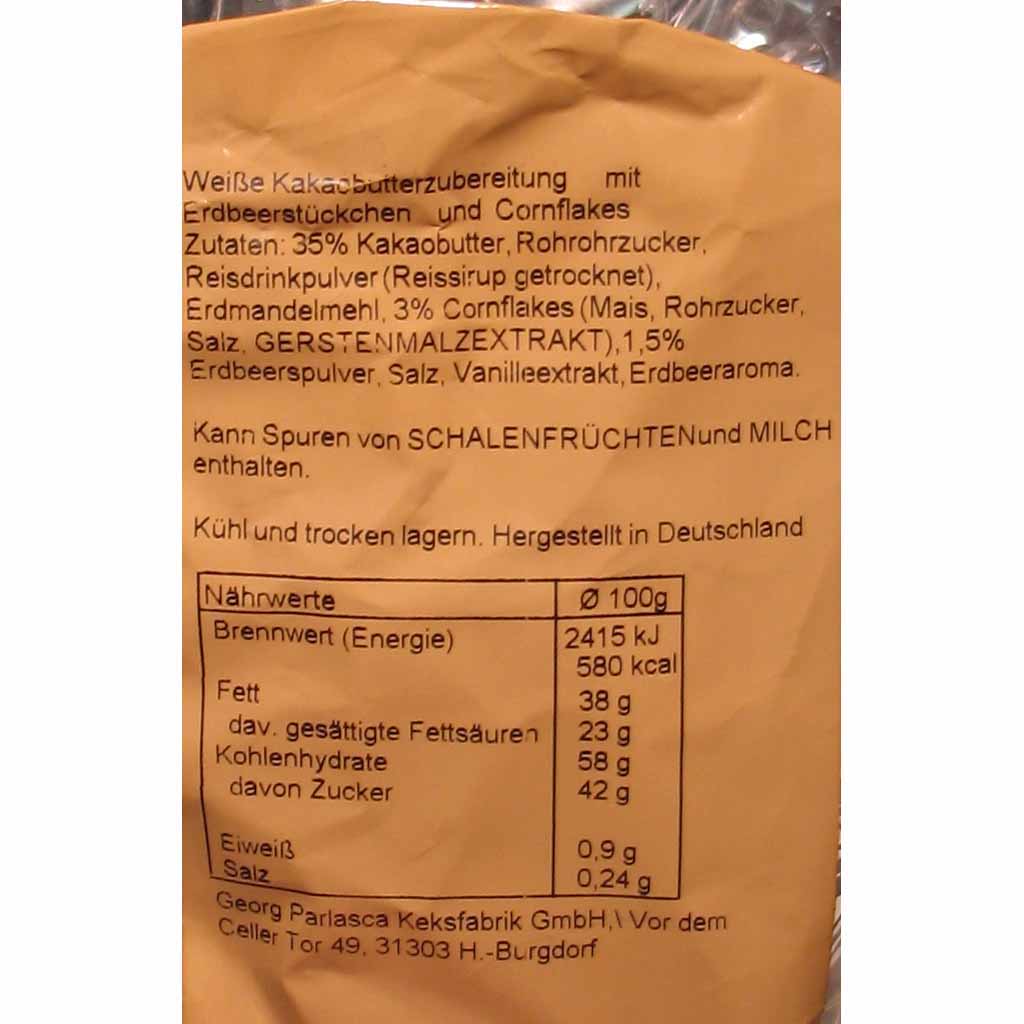 Weiße Kakaobutterzubereitung mit
Erdbeerstückchen und Cornflakes
Zutaten: 35% Kakaobutter, Rohrohrzucker,
Reisdrinkpulver (Reissirup getrocknet),
Erdmandelmehl, 3% Cornflakes (Mais, Rohrzucker,
Salz, GERSTENMALZEXTRAKT),1,5%
Erdbeerspulver, Salz, Vanilleextrakt, Erdbeeraroma.
Kann Spuren von SCHALENFRÜCHTENund MILCH
enthalten.
Kühl und trocken lagern. Hergestellt in Deutschland
Nährwerte Ø 100g
Brennwert (Energie) 2415 kJ
580 kcal
Fett 38 g
dav. gesättigte Fettsäuren 23 g
Kohlenhydrate 58 g
davon Zucker 42 g
Eiweiß 0,9 g
Salz 0,24 g
Georg Parlasca Keksfabrik GmbH,\ Vor dem
Celler Tor 49, 31303 H.-Burgdorf